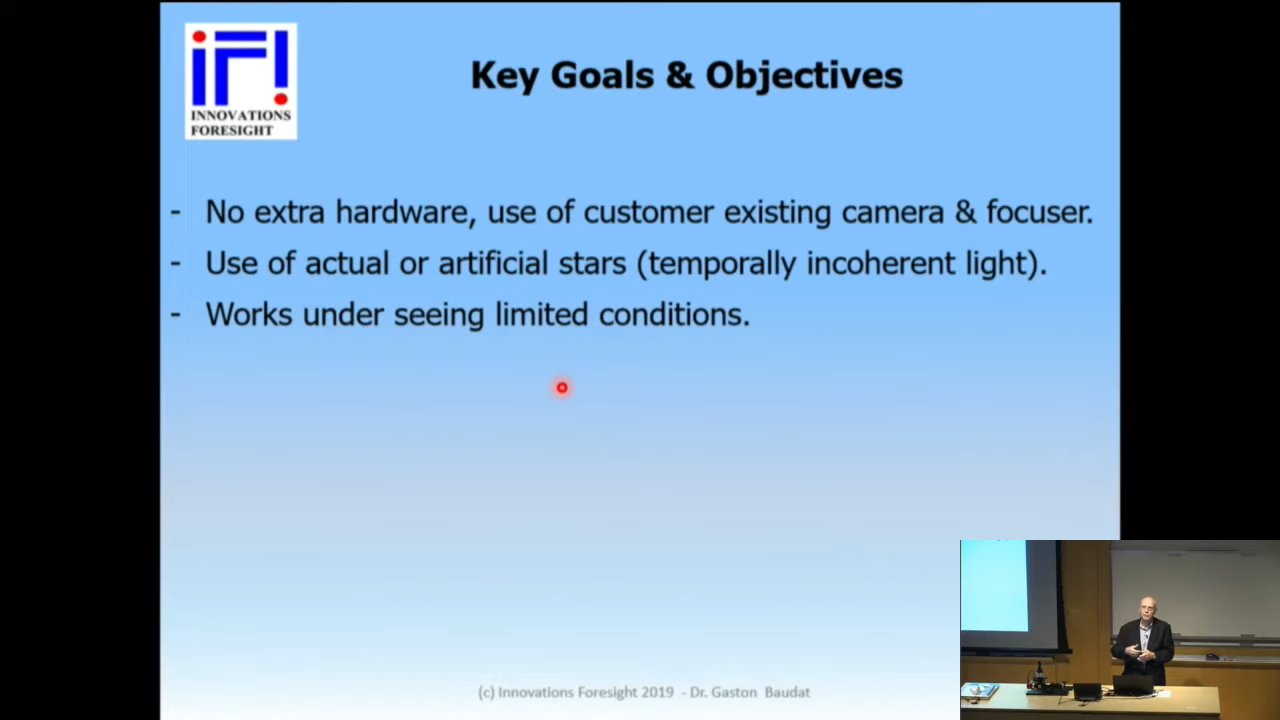 iF!
INNOVATIONS
FORESIGHT
Key Goals & Objectives
- No extra hardware, use of customer existing camera & focuser.
- Use of actual or artificial stars (temporally incoherent light).
- Works under seeing limited conditions.
(c) Innovations Foresight 2019 - Dr. Gaston Baudat